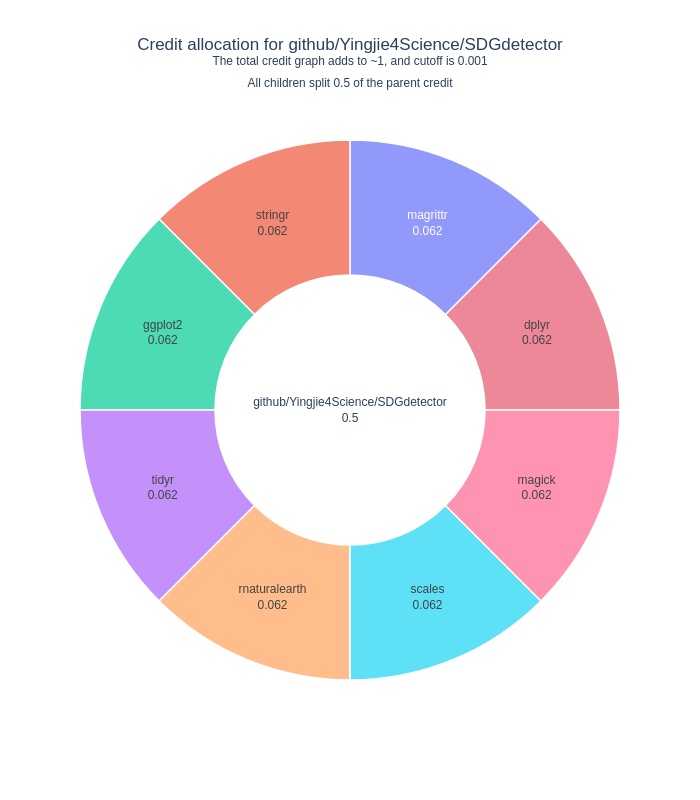 Credit allocation for github/Yingjie4Science/SDGdetector
The total credit graph adds to ~1, and cutoff is 0.001
All children split 0.5 of the parent credit
stringr
0.062
magrittr
0.062
ggplot2
0.062
dplyr
0.062
github/Yingjie4Science/SDGdetector
0.5
tidyr
0.062
magick
0.062
rnaturalearth
0.062
scales
0.062